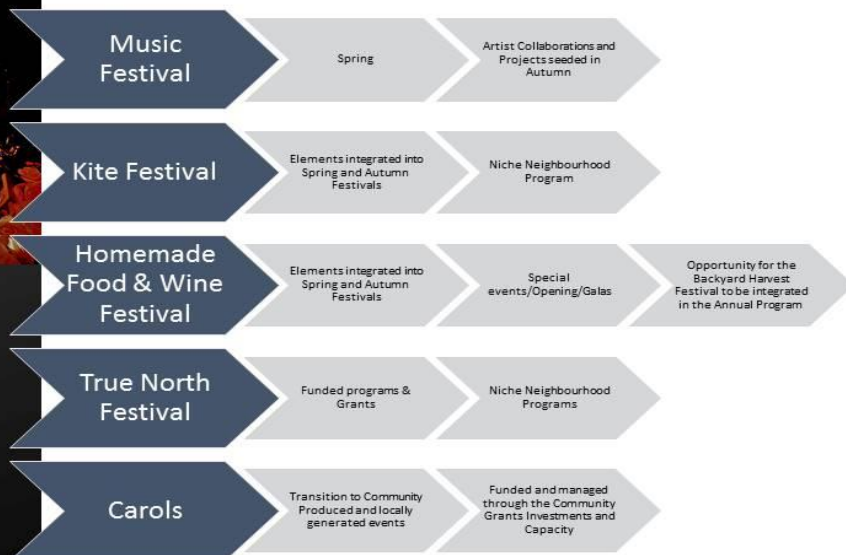 Music
Festival
Spring
Artist Collaborations and
Projects seeded in
Autumn
Kite Festival
Elements integrated into
Spring and Autumn
Festivals
Niche Neighbourhood
Program
Homemade
Food & Wine
Festival
Elements integrated into
Spring and Autumn
Festivals
Special
events/Opening/Galas
Opportunity for the
Backyard Harvest
Festival to be integrated
in the Annual Program
True North
Festival
Funded programs &
Grants
Niche Neighbourhood
Programs
Carols
Transition to Community
Produced and locally
generated events
Funded and managed
through the Community
Grants Investments and
Capacity